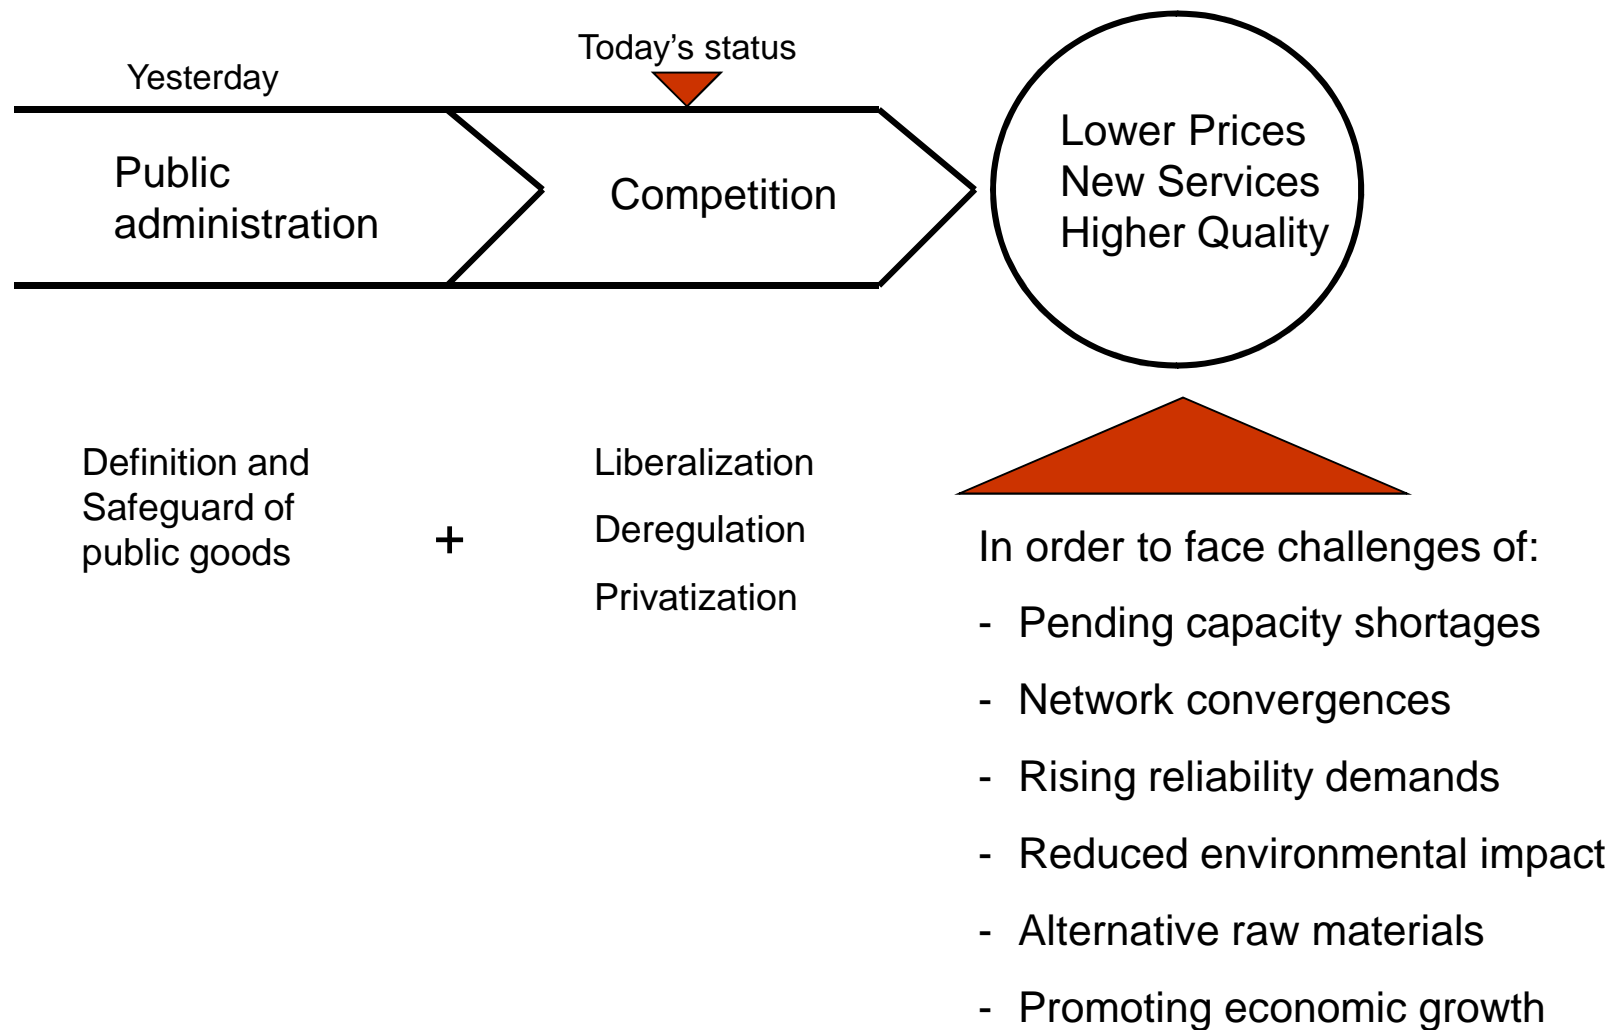 Yesterday
Today's status
Public
administration
Competition
Lower Prices
New Services
Higher Quality
Definition and
Safeguard of
public goods
+
Liberalization
Deregulation
Privatization
In order to face challenges of:
- Pending capacity shortages
- Network convergences
- Rising reliability demands
- Reduced environmental impact
- Alternative raw materials
- Promoting economic growth